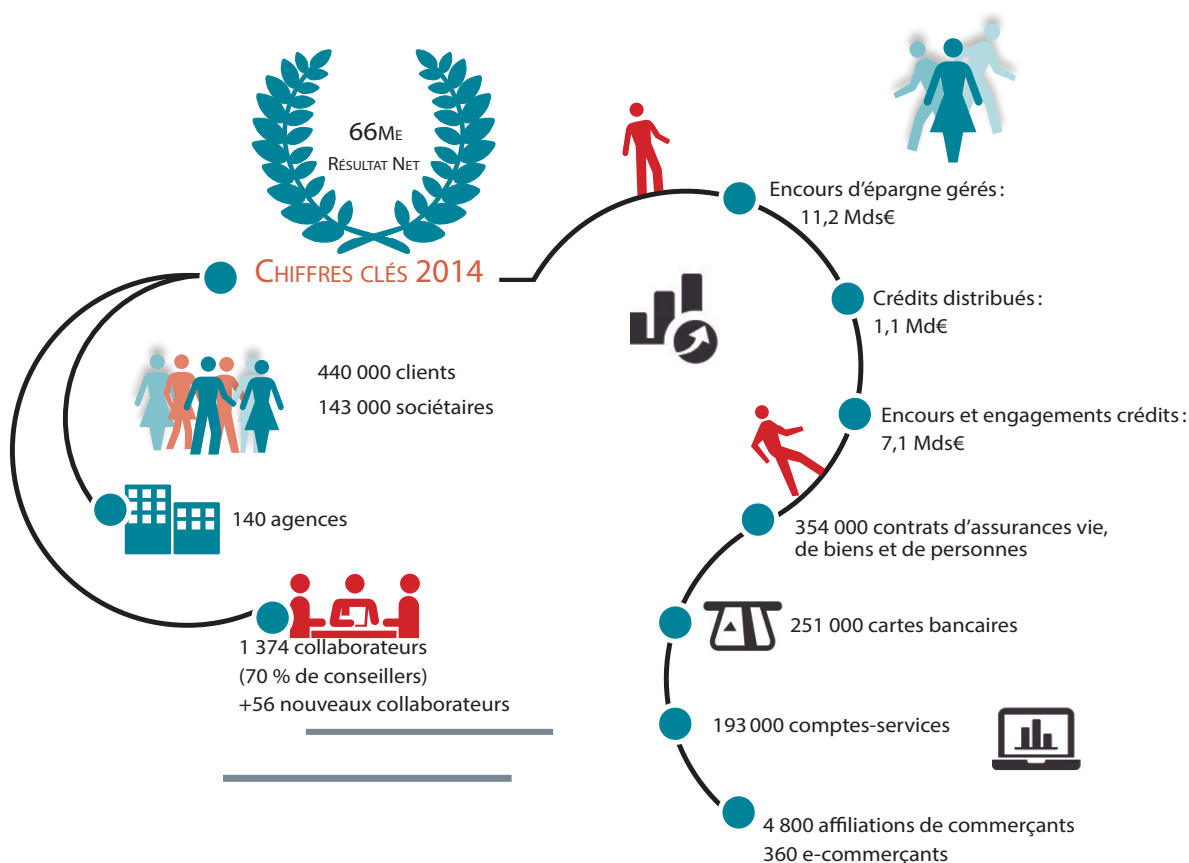 66Me
Résultat Net
Chiffres clés 2014
440 000 clients
143 000 sociétaires
140 agences
1 374 collaborateurs
(70 % de conseillers)
+56 nouveaux collaborateurs
Encours d'épargne gérés :
11,2 Mds€
Crédits distribués :
1,1 Md€
Encours et engagements crédits :
7,1 Mds€
354 000 contrats d'assurances vie,
de biens et de personnes
251 000 cartes bancaires
193 000 comptes-services
4 800 affiliations de commerçants
360 e-commerçants